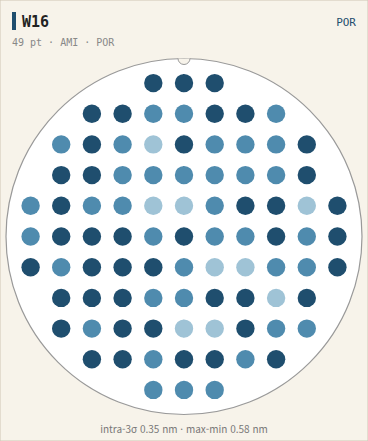 W16
POR
49 pt · AMI · POR
intra-3σ 0.35 nm · max-min 0.58 nm